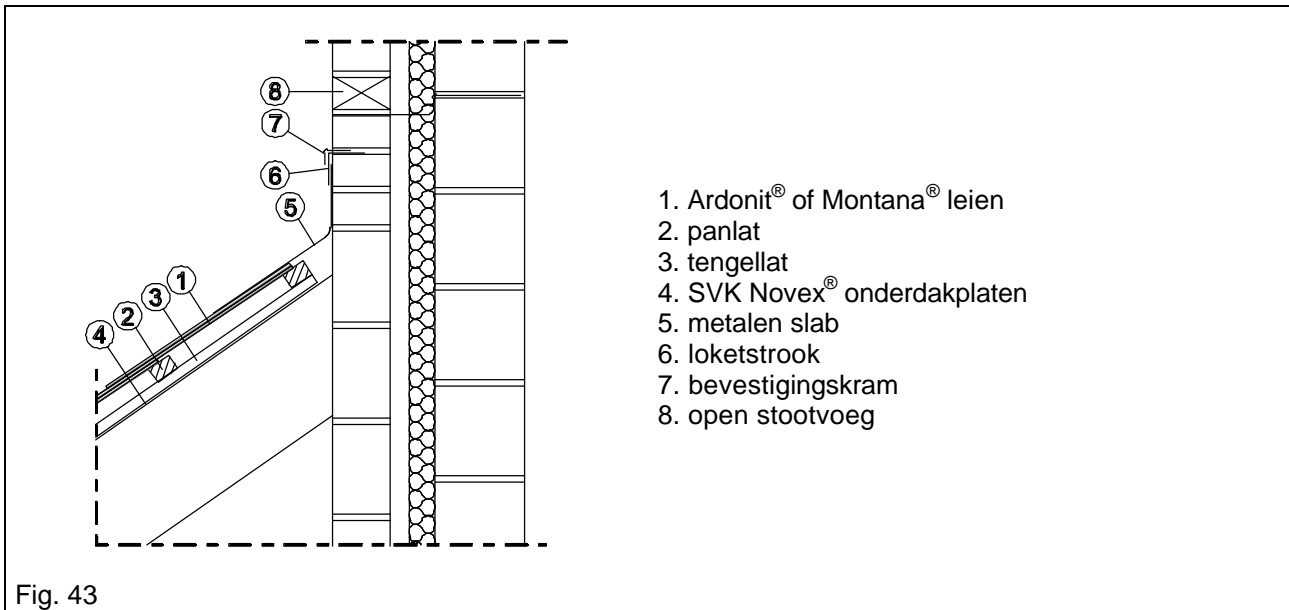 8
7
6
5
1
3
2
4
1. Ardonit® of Montana® leien
2. panlat
3. tengellat
4. SVK Novex® onderdakplaten
5. metalen slab
6. loketstrook
7. bevestigingskram
8. open stootvoeg
Fig. 43